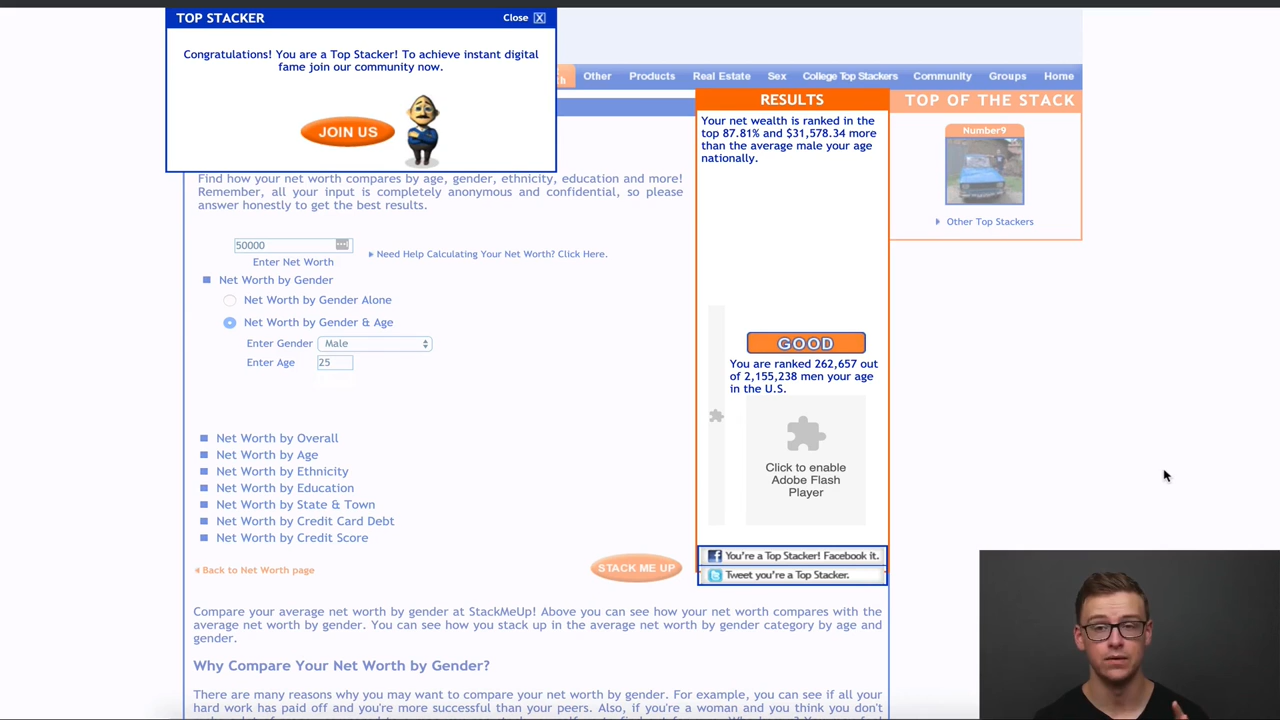 TOP STACKER
Close X
Congratulations! You are a Top Stacker! To achieve instant digital
fame join our community now.
JOIN US
Other Products Real Estate Sex College Top Stackers Community Groups Home
Find how your net worth compares by age, gender, ethnicity, education and more!
Remember, all your input is completely anonymous and confidential, so please
answer honestly to get the best results.
50000
Enter Net Worth
Need Help Calculating Your Net Worth? Click Here.
Net Worth by Gender
Net Worth by Gender Alone
Net Worth by Gender & Age
Enter Gender Male
Enter Age 25
Net Worth by Overall
Net Worth by Age
Net Worth by Ethnicity
Net Worth by Education
Net Worth by State & Town
Net Worth by Credit Card Debt
Net Worth by Credit Score
Back to Net Worth page
STACK ME UP
RESULTS
Your net wealth is ranked in the
top 87.81% and $31,578.34 more
than the average male your age
nationally.
GOOD
You are ranked 262,657 out
of 2,155,238 men your age
in the U.S.
Click to enable
Adobe Flash
Player
You're a Top Stacker! Facebook it.
Tweet you're a Top Stacker.
TOP OF THE STACK
Number9
Other Top Stackers
Compare your average net worth by gender at StackMeUp! Above you can see how your net worth compares with the
average net worth by gender. You can see how you stack up in the average net worth by gender category by age and
gender.
Why Compare Your Net Worth by Gender?
There are many reasons why you may want to compare your net worth by gender. For example, you can see if all your
hard work has paid off and you're more successful than your peers. Also, if you're a woman and you think you don't